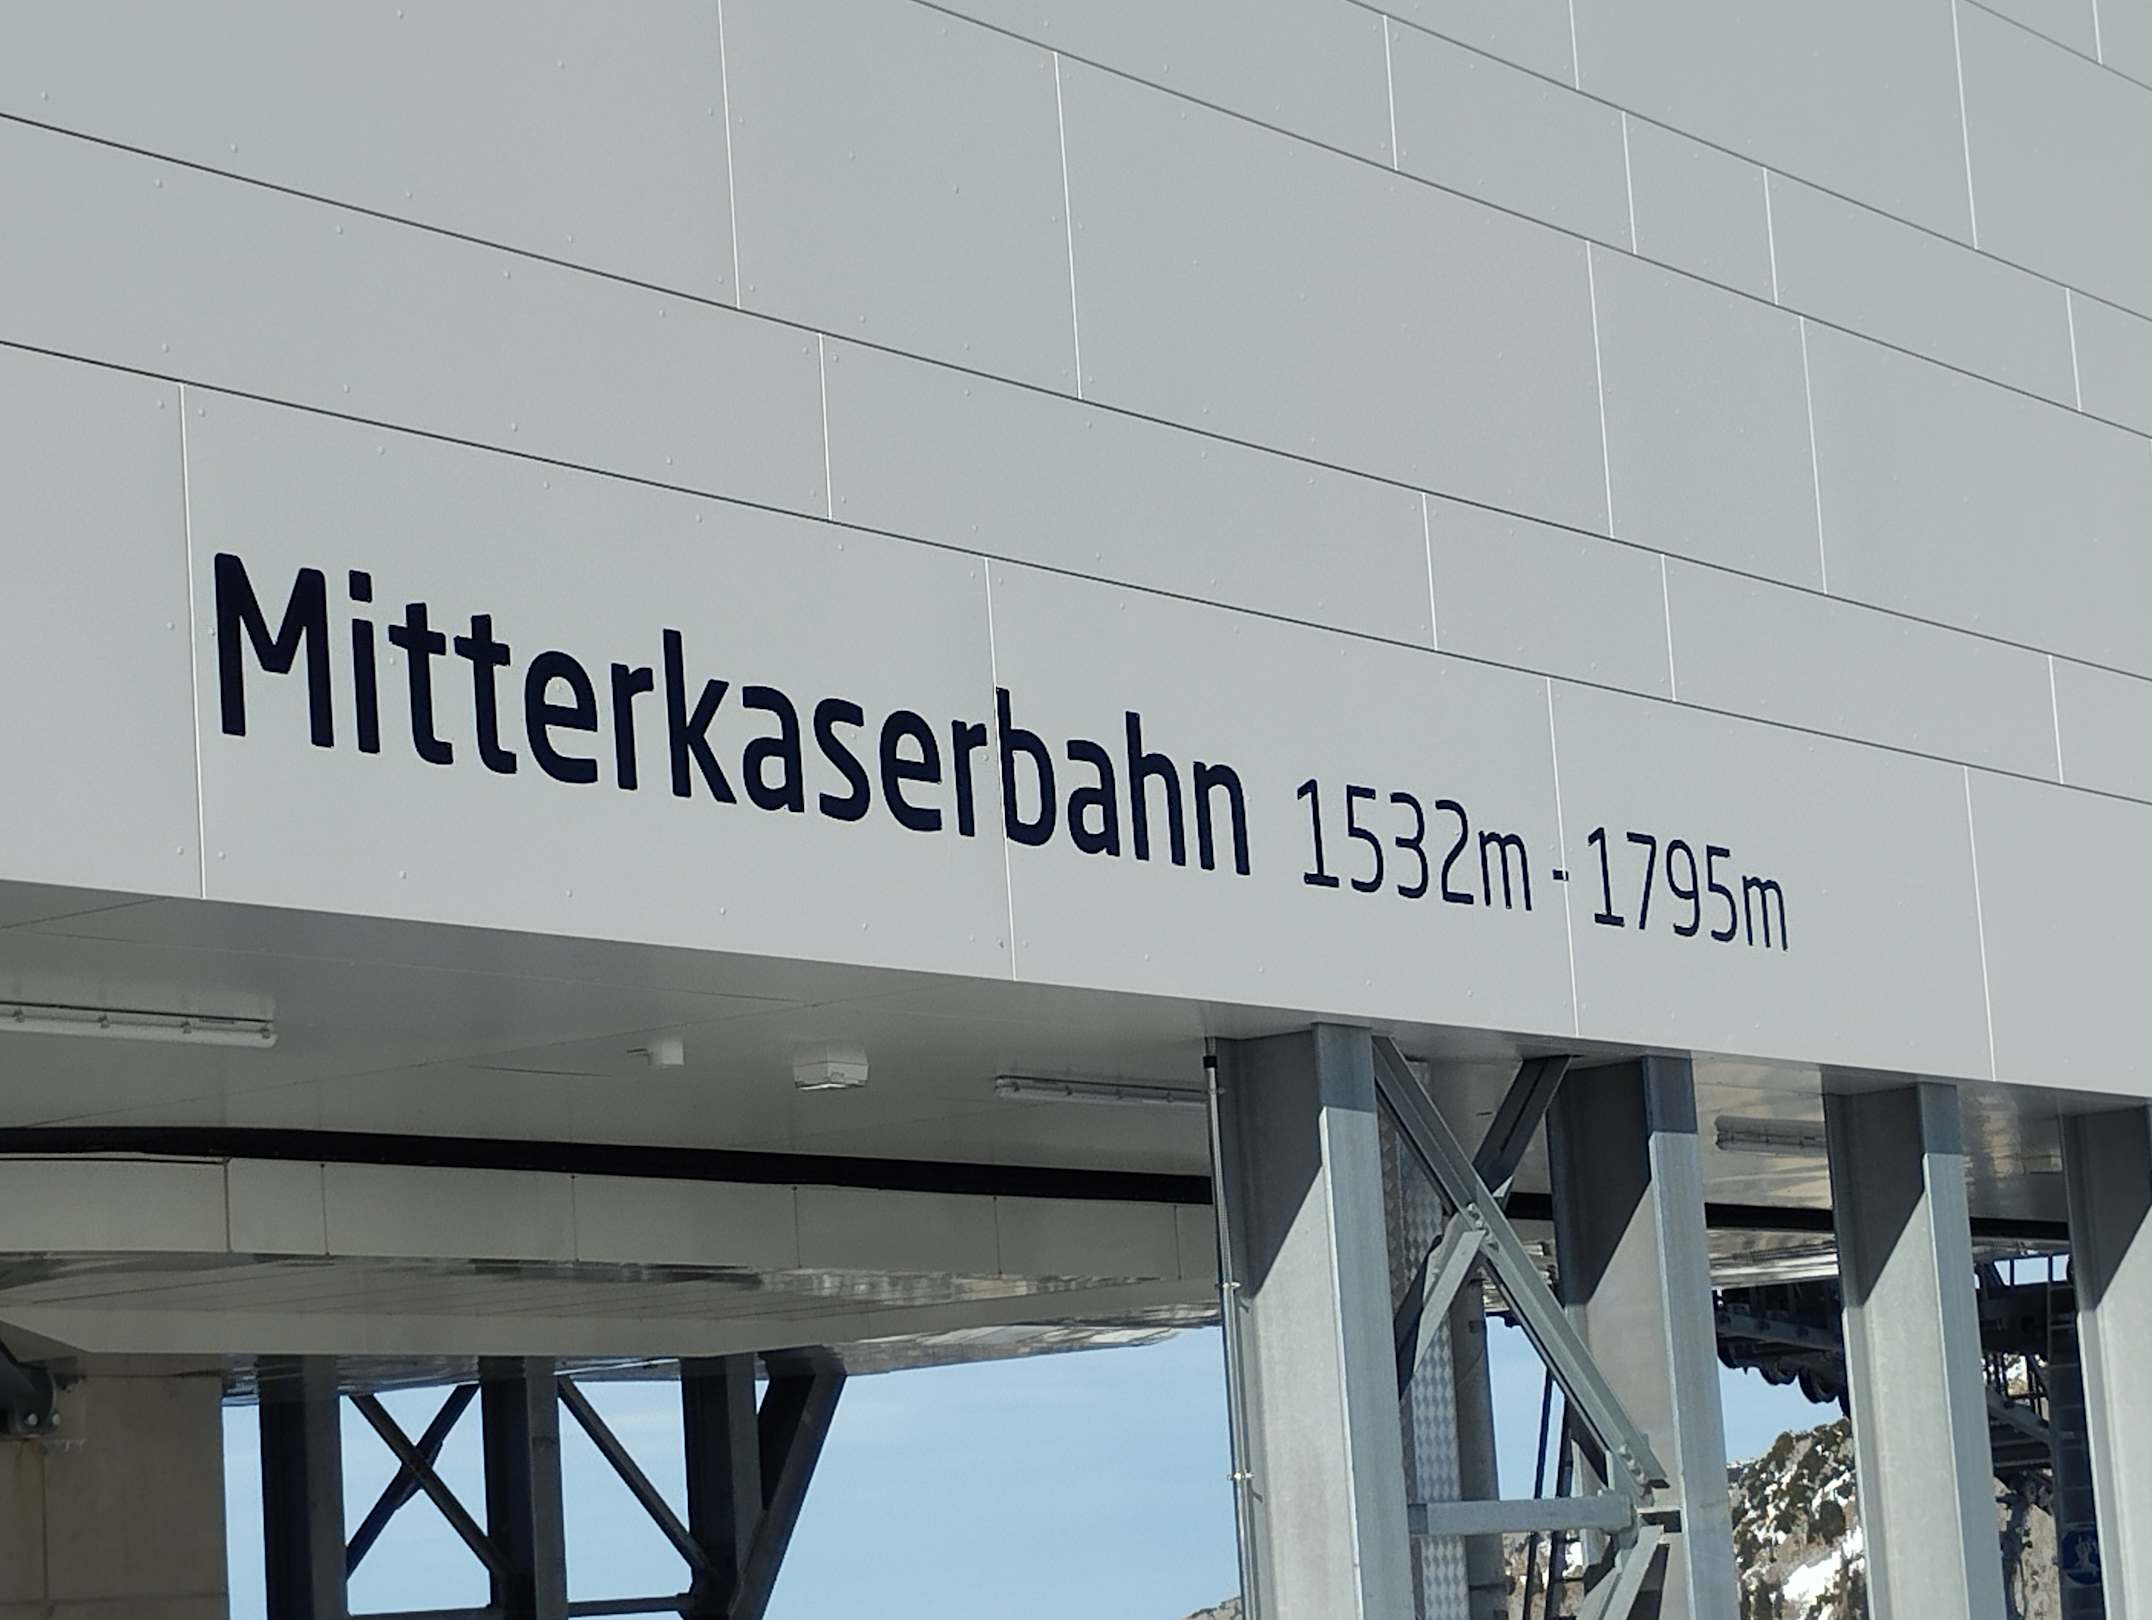 Mitterkaserbahn 1532m - 1795m